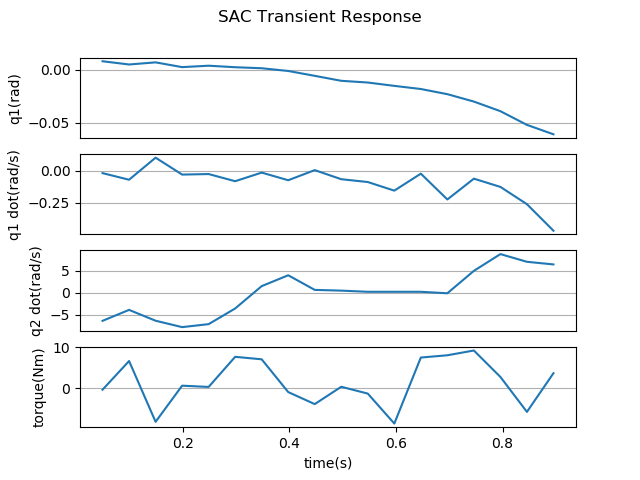 SAC Transient Response
q1(rad)
0.00
−0.05
q1 dot(rad/s)
0.00
−0.25
q2 dot(rad/s)
5
0
−5
torque(Nm)
10
0
0.2 0.4 0.6 0.8
time(s)